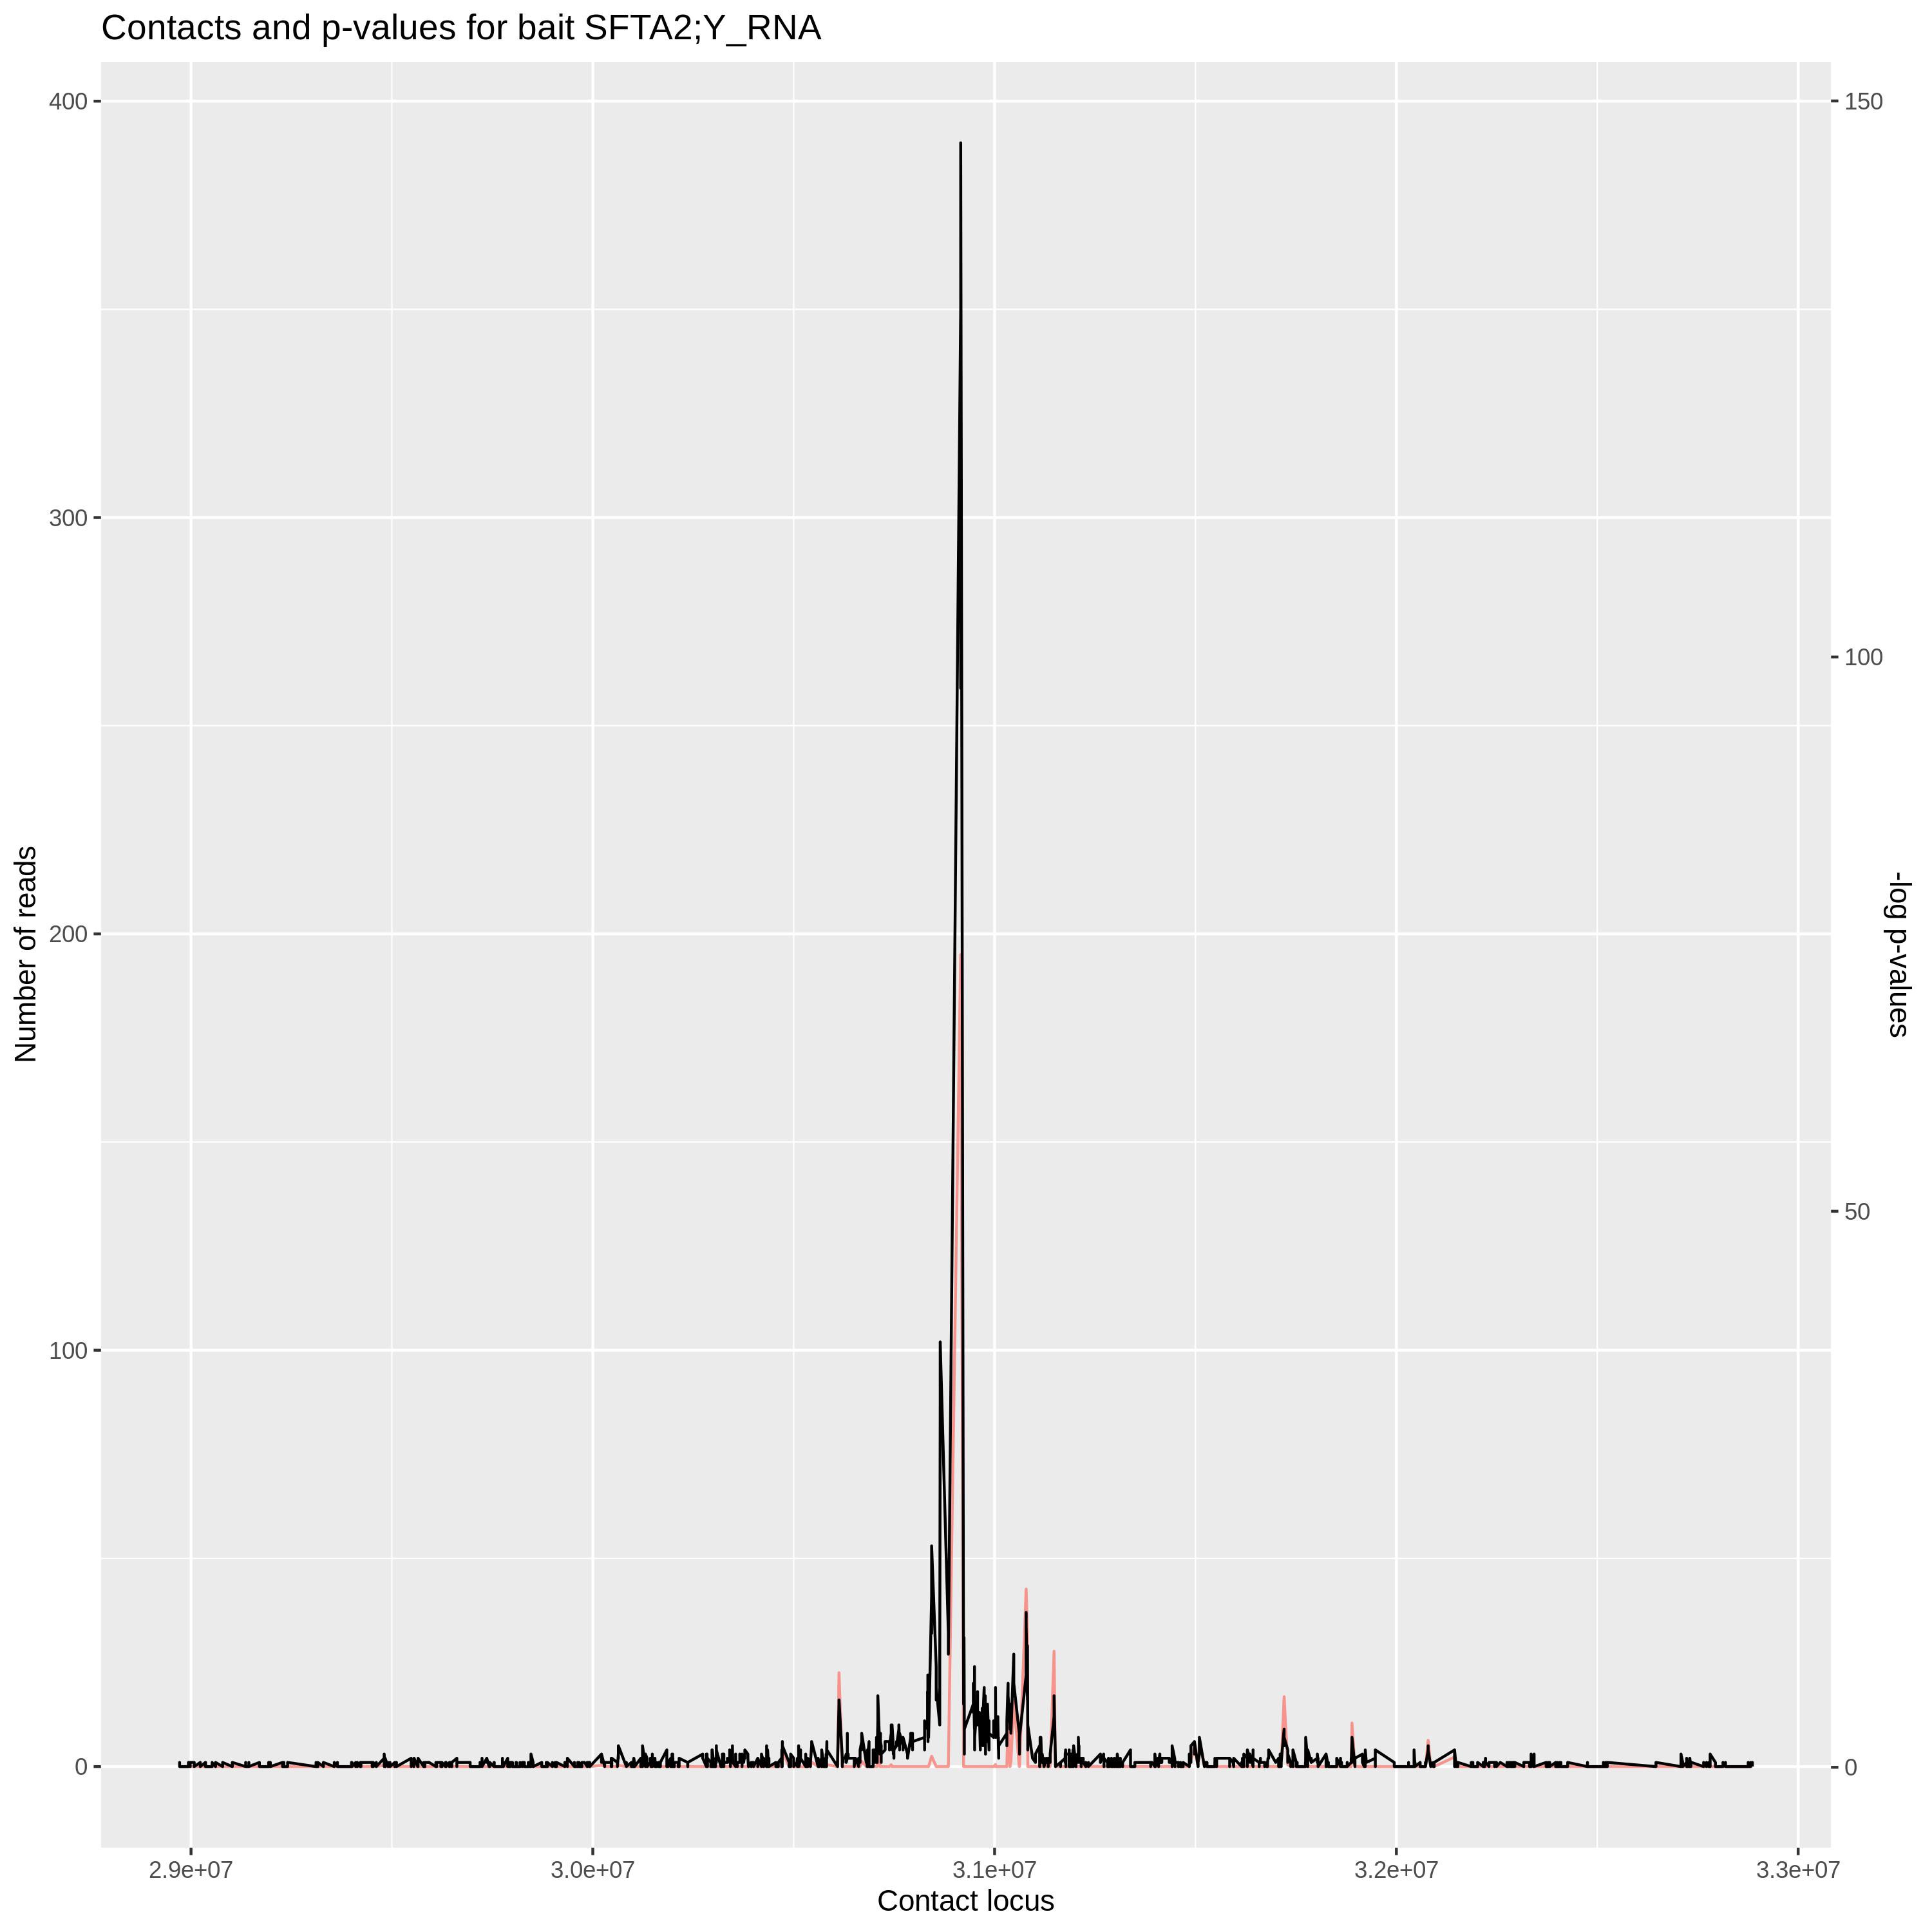 Contacts and p-values for bait SFTA2;Y_RNA
400
300
200
100
0
Number of reads
150
100
50
0
-log p-values
2.9e+07
3.0e+07
3.1e+07
3.2e+07
3.3e+07
Contact locus